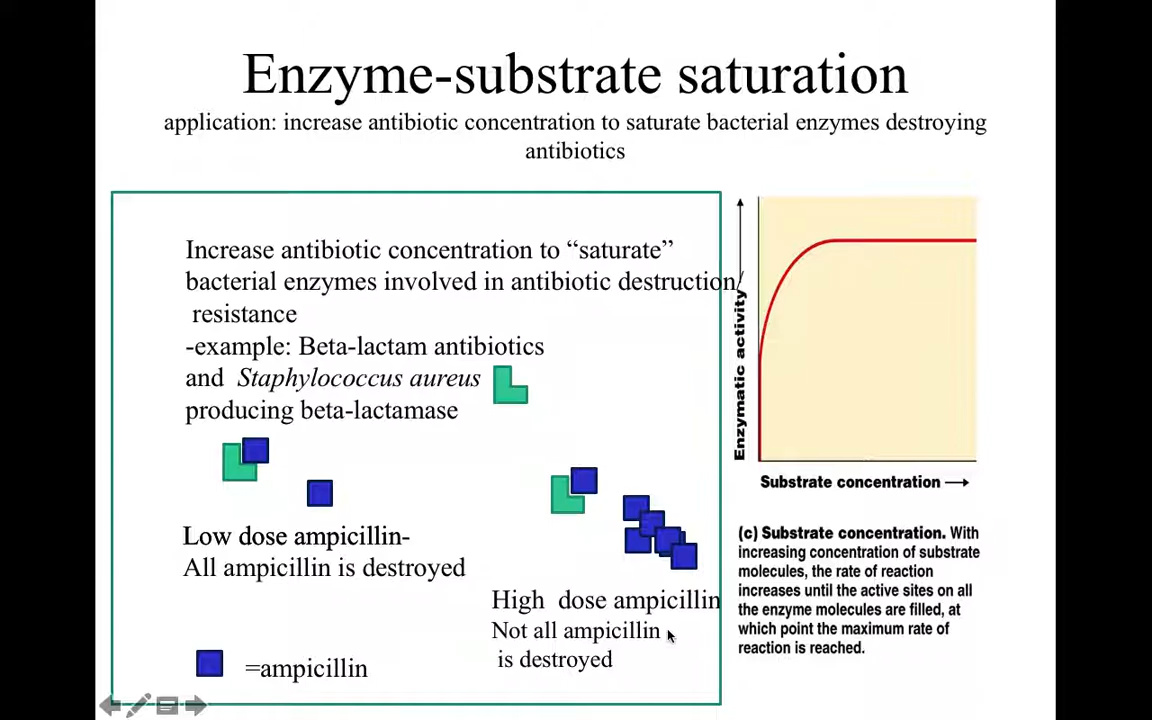 Enzyme-substrate saturation
application: increase antibiotic concentration to saturate bacterial enzymes destroying
antibiotics
Increase antibiotic concentration to “saturate”
bacterial enzymes involved in antibiotic destruction/
resistance
-example: Beta-lactam antibiotics
and Staphylococcus aureus
producing beta-lactamase
Low dose ampicillin-
All ampicillin is destroyed
High dose ampicillin
Not all ampicillin
is destroyed
=ampicillin
Enzymatic activity
Substrate concentration
(c) Substrate concentration. With
increasing concentration of substrate
molecules, the rate of reaction
increases until the active sites on all
the enzyme molecules are filled, at
which point the maximum rate of
reaction is reached.